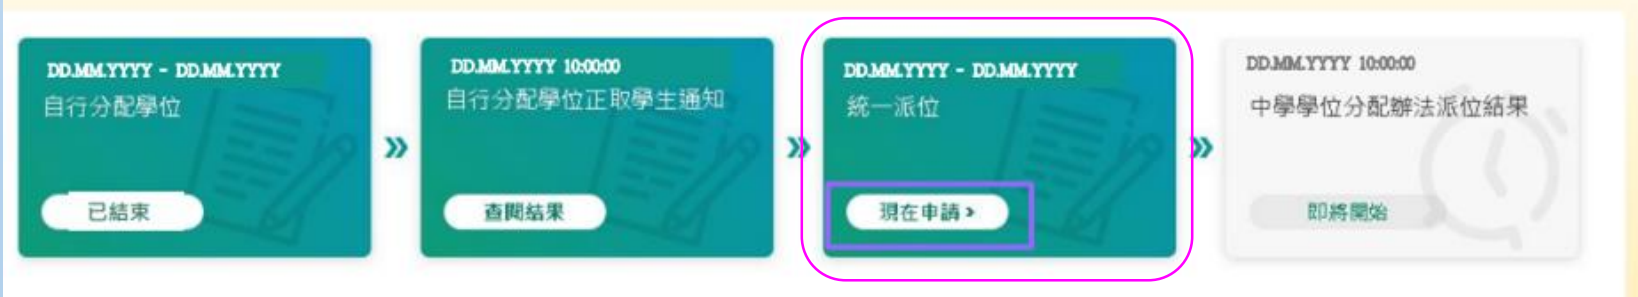 DD.MM.YYYY - DD.MM.YYYY
自行分配學位
已結束
DD.MM.YYYY 10:00:00
自行分配學位正取學生通知
查閱結果
DD.MM.YYYY - DD.MM.YYYY
統一派位
現在申請 >
DD.MM.YYYY 10:00:00
中學學位分配辦法派位結果
即將開始